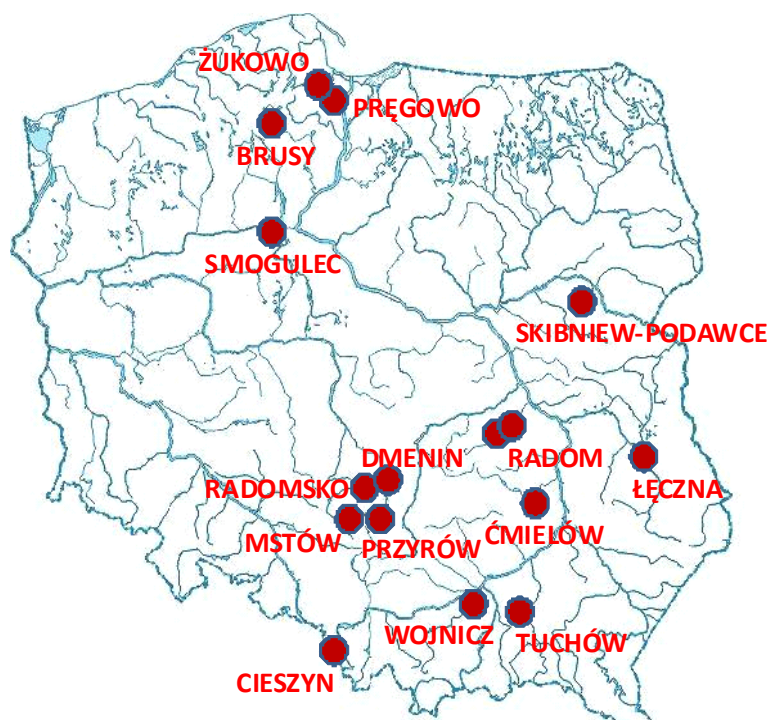 ŻUKOWO
PRĘGOWO
BRUSY
SMOGULEC
SKIBNIEW-PODAWCE
DMENIN
RADOM
RADOMSKO
ŁĘCZNA
MSTÓW
PRZYRÓW
ĆMIELÓW
WOJNICZ
TUCHÓW
CIESZYN